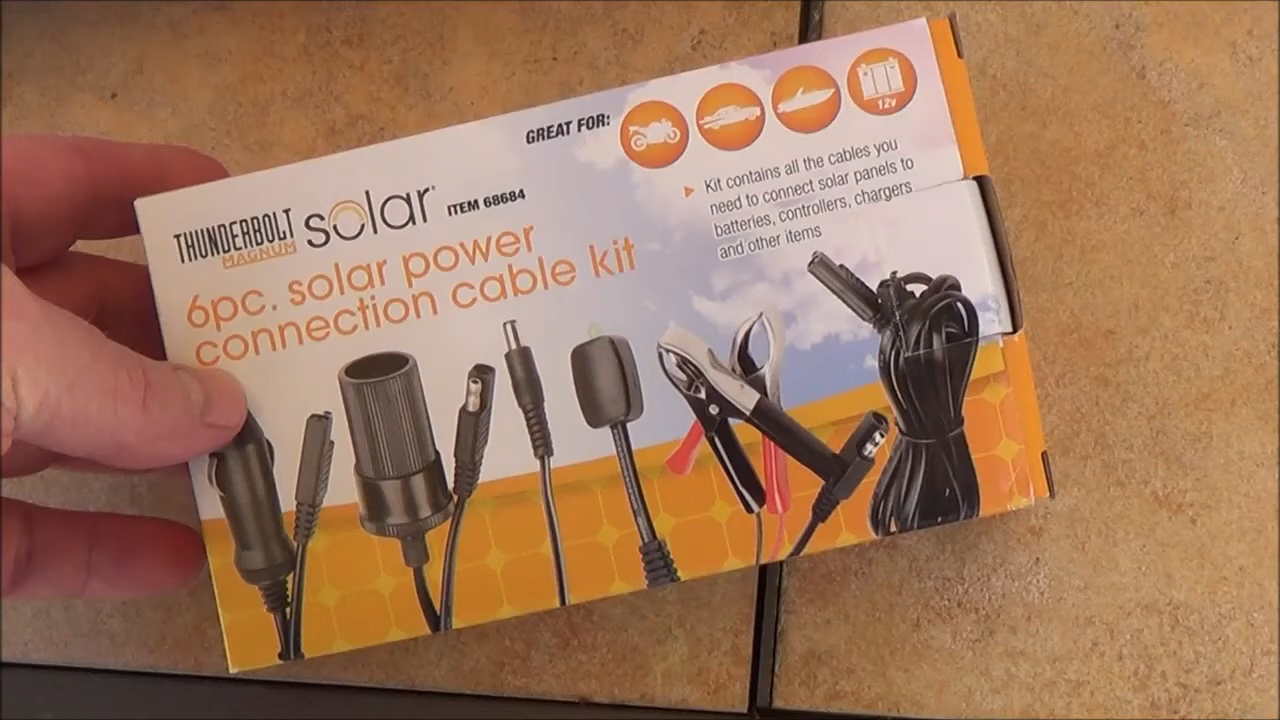 GREAT FOR:
12v
Kit contains all the cables you
need to connect solar panels to
batteries, controllers, chargers
and other items
THUNDERBOLT
MAGNUM
solar®
ITEM 68684
6pc. solar power
connection cable kit